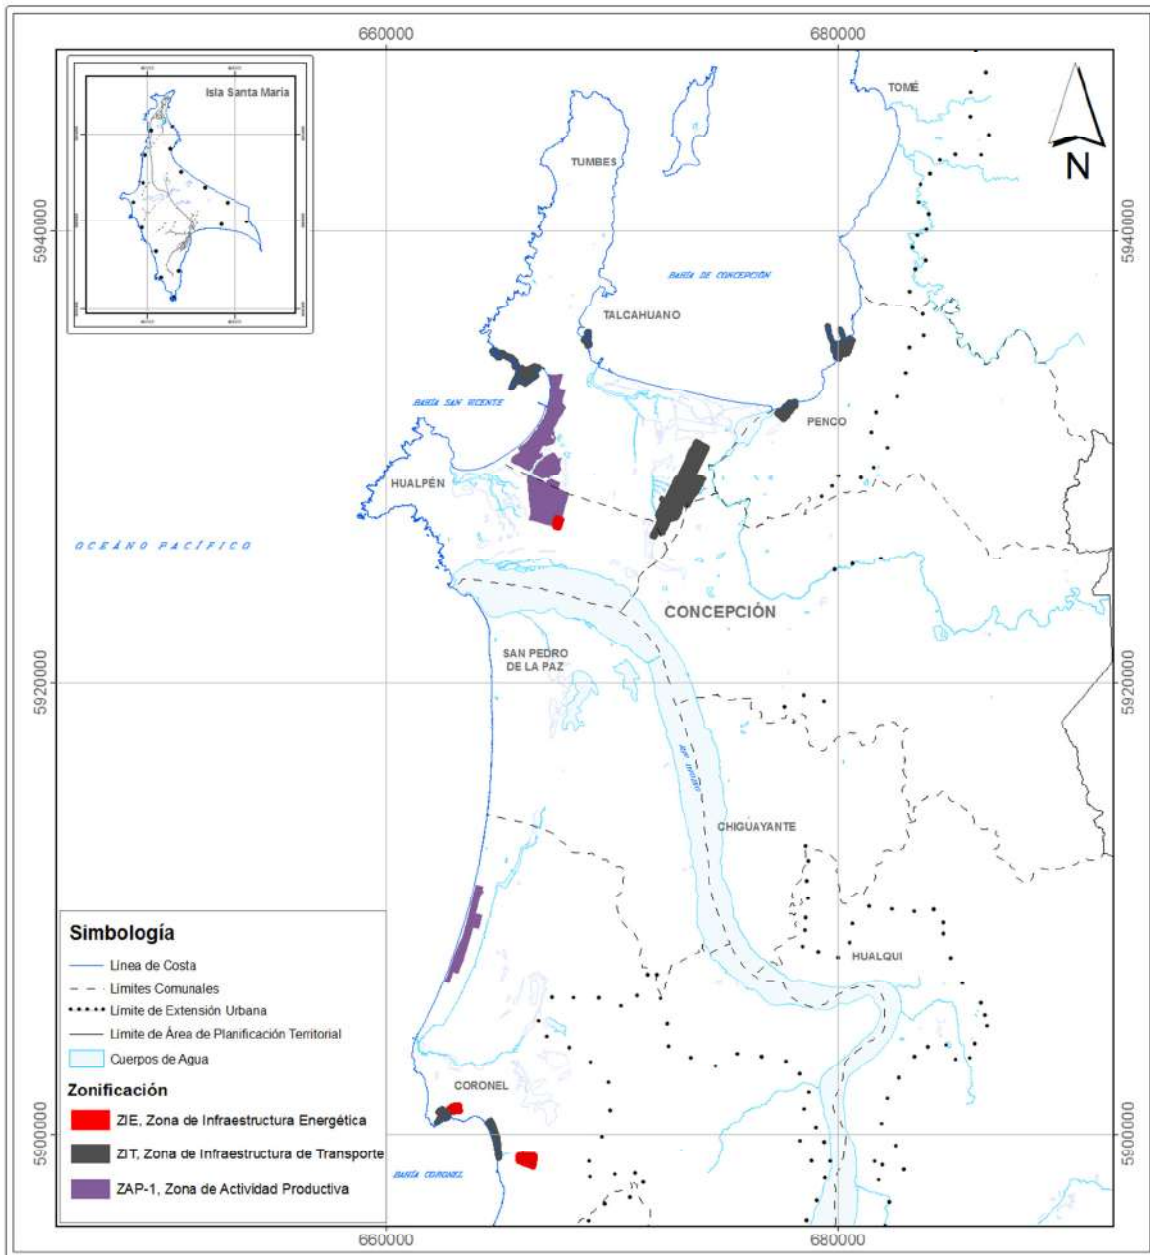 660000
680000
Isla Santa María
TOMÉ
TUMBES
N
5940000
5940000
BAHÍA DE CONCEPCIÓN
TALCAHUANO
BAHÍA SAN VICENTE
PENCO
HUALPÉN
OCEÁNO PACÍFICO
CONCEPCIÓN
SAN PEDRO
DE LA PAZ
5920000
5920000
CHIGUAYANTE
HUALQUI
Simbología
Línea de Costa
Límites Comunales
Límite de Extensión Urbana
Límite de Área de Planificación Territorial
Cuerpos de Agua
Zonificación
ZIE, Zona de Infraestructura Energética
ZIT, Zona de Infraestructura de Transporte
ZAP-1, Zona de Actividad Productiva
CORONEL
5900000
5900000
BAHÍA CORONEL
660000
680000